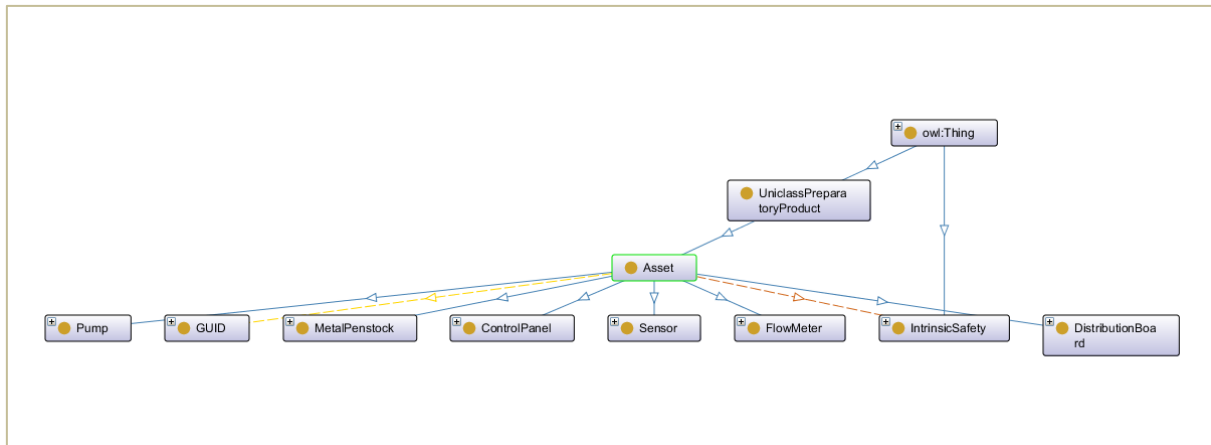 owl:Thing
UniclassPrepara
toryProduct
Asset
Pump
GUID
MetalPenstock
ControlPanel
Sensor
FlowMeter
IntrinsicSafety
DistributionBoa
rd